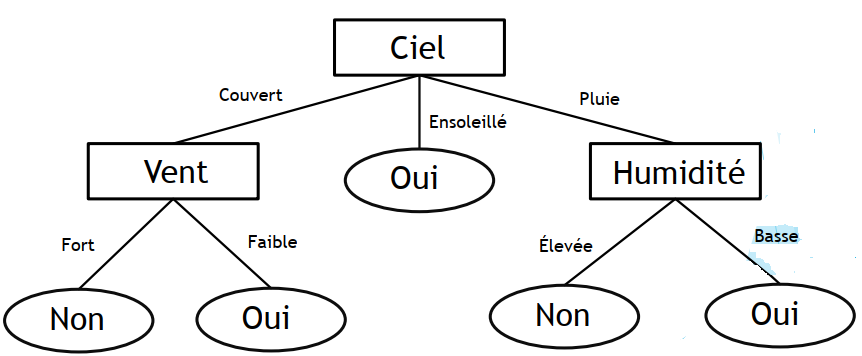 Ciel
Couvert
Ensoleillé
Pluie
Vent
Oui
Humidité
Fort
Faible
Élevée
Basse
Non
Oui
Non
Oui